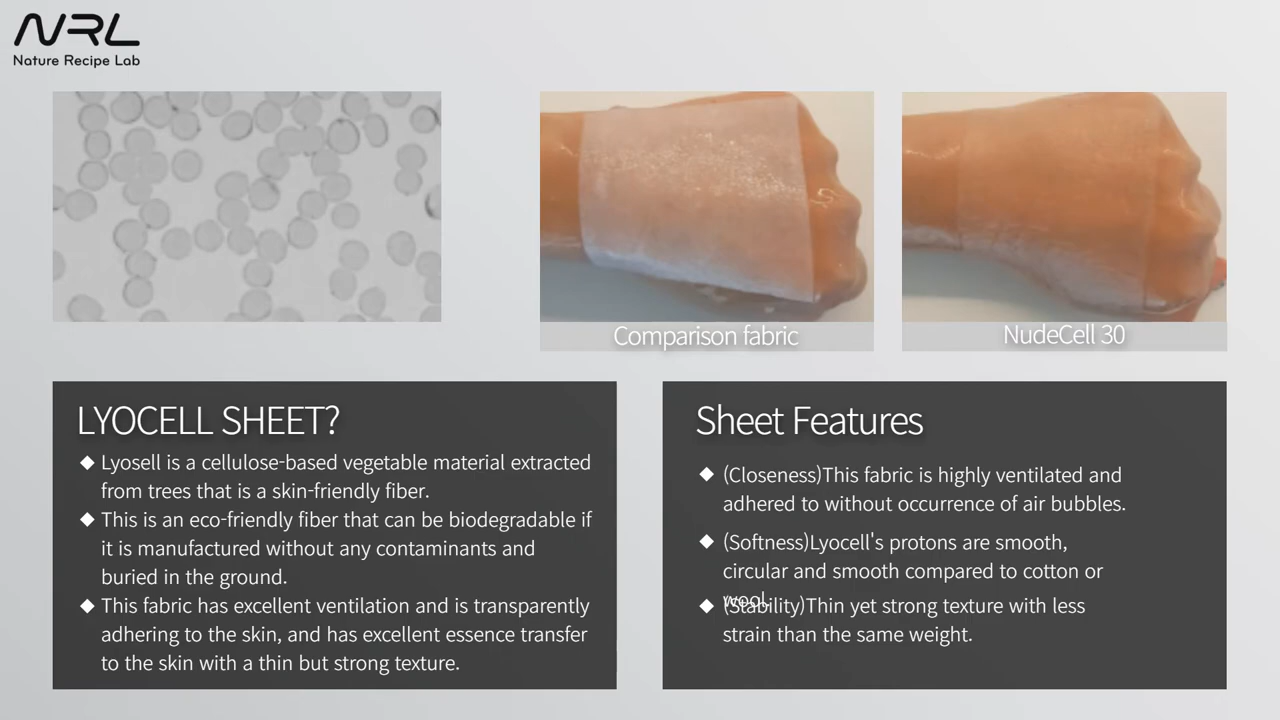 NRL
Nature Recipe Lab
Comparison fabric
NudeCell 30
LYOCELL SHEET?
◆ Lyosell is a cellulose-based vegetable material extracted
from trees that is a skin-friendly fiber.
◆ This is an eco-friendly fiber that can be biodegradable if
it is manufactured without any contaminants and
buried in the ground.
◆ This fabric has excellent ventilation and is transparently
adhering to the skin, and has excellent essence transfer
to the skin with a thin but strong texture.
Sheet Features
◆ (Closeness)This fabric is highly ventilated and
adhered to without occurrence of air bubbles.
◆ (Softness)Lyocell's protons are smooth,
circular and smooth compared to cotton or
wool.
◆ (Stability)Thin yet strong texture with less
strain than the same weight.